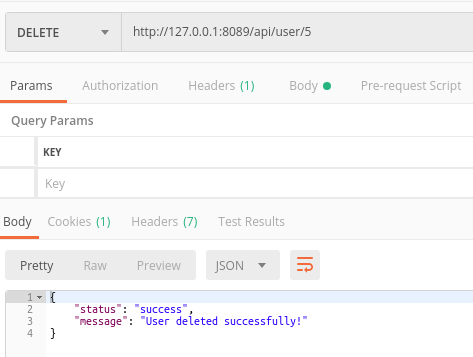 DELETE http://127.0.0.1:8089/api/user/5
Params Authorization Headers (1) Body Pre-request Script
Query Params
KEY
Key
Body Cookies (1) Headers (7) Test Results
Pretty Raw Preview JSON
1 {
2 "status": "success",
3 "message": "User deleted successfully!"
4 }